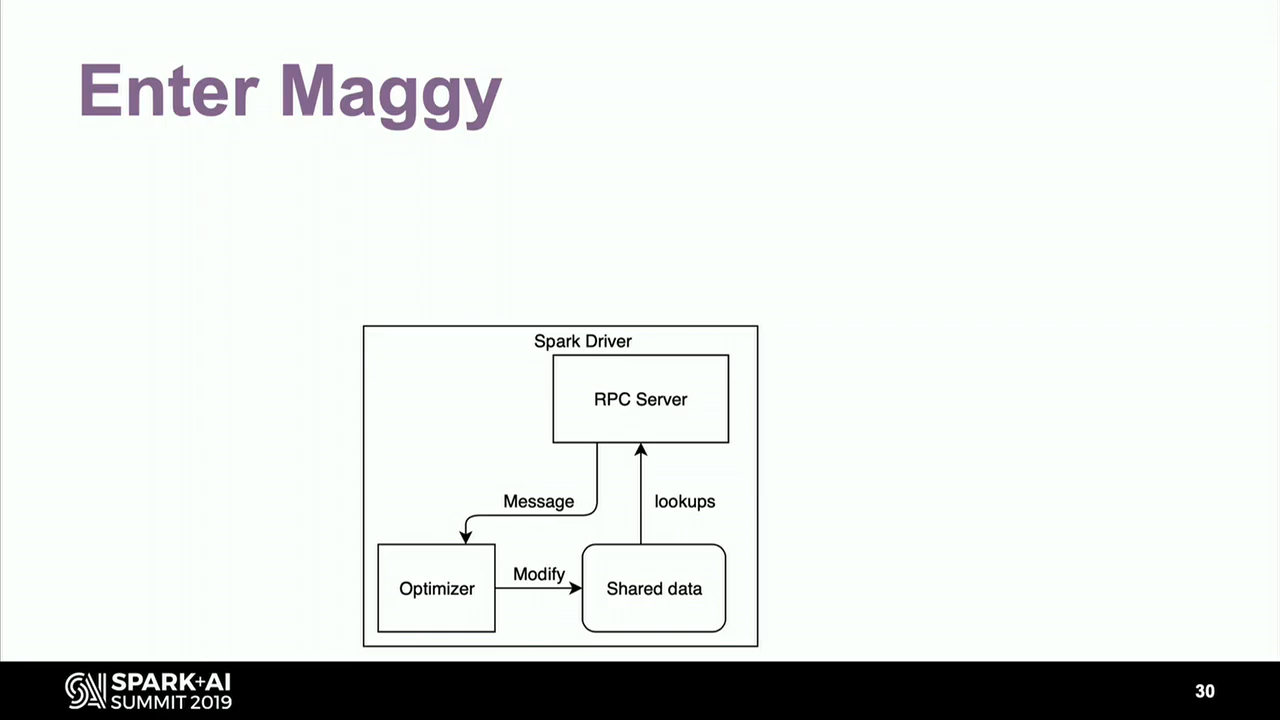 Enter Maggy
Spark Driver
RPC Server
Message
lookups
Modify
Optimizer
Shared data
SPARK+AI
SUMMIT 2019
30